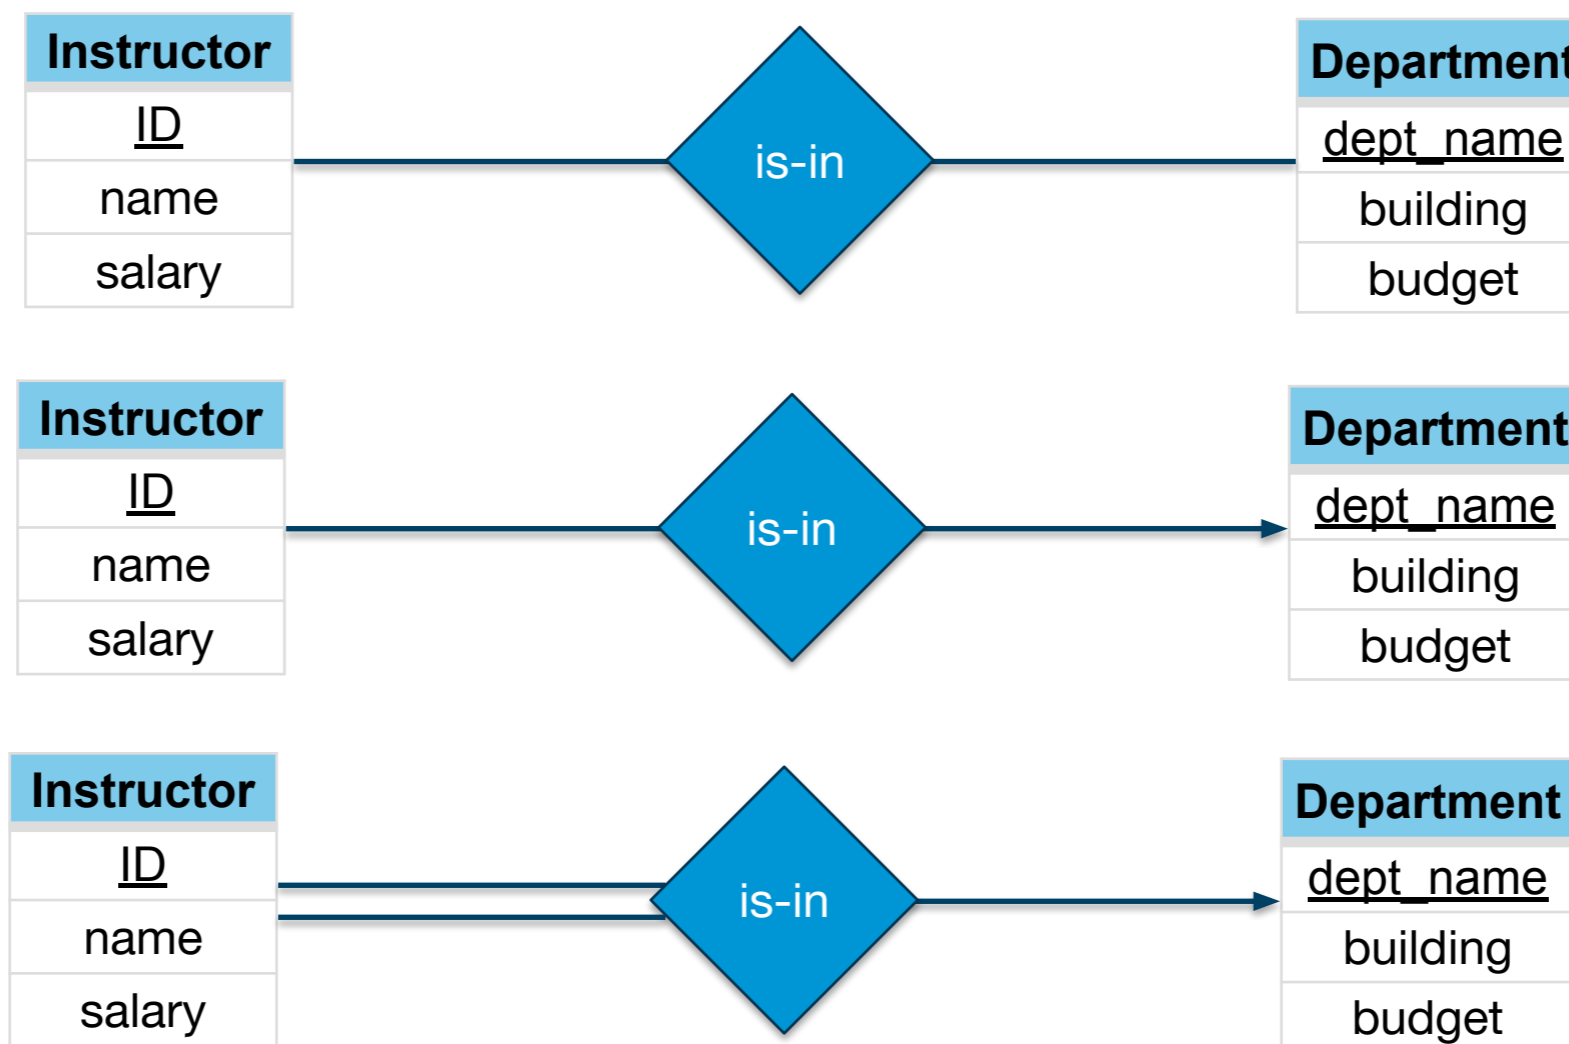 Instructor
ID
name
salary
is-in
Department
dept_name
building
budget
Instructor
ID
name
salary
is-in
Department
dept_name
building
budget
Instructor
ID
name
salary
is-in
Department
dept_name
building
budget